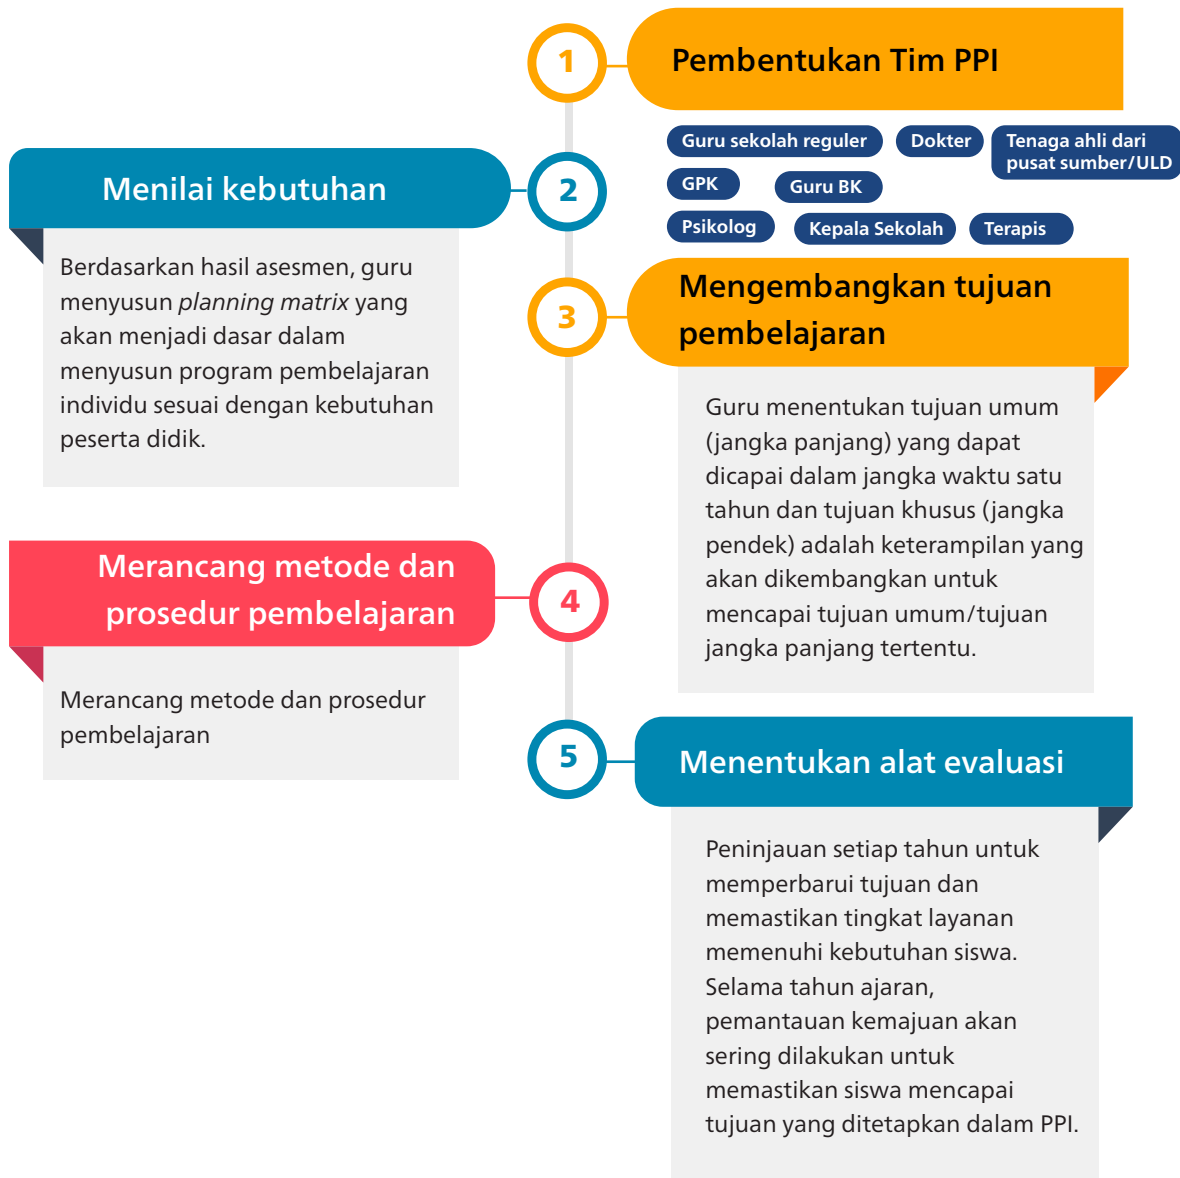 1
Pembentukan Tim PPI
Guru sekolah reguler
Dokter
Tenaga ahli dari
pusat sumber/ULD
GPK
Guru BK
Psikolog
Kepala Sekolah
Terapis
2
Menilai kebutuhan
Berdasarkan hasil asesmen, guru
menyusun planning matrix yang
akan menjadi dasar dalam
menyusun program pembelajaran
individu sesuai dengan kebutuhan
peserta didik.
3
Mengembangkan tujuan
pembelajaran
Guru menentukan tujuan umum
(jangka panjang) yang dapat
dicapai dalam jangka waktu satu
tahun dan tujuan khusus (jangka
pendek) adalah keterampilan yang
akan dikembangkan untuk
mencapai tujuan umum/tujuan
jangka panjang tertentu.
4
Merancang metode dan
prosedur pembelajaran
Merancang metode dan prosedur
pembelajaran
5
Menentukan alat evaluasi
Peninjauan setiap tahun untuk
memperbarui tujuan dan
memastikan tingkat layanan
memenuhi kebutuhan siswa.
Selama tahun ajaran,
pemantauan kemajuan akan
sering dilakukan untuk
memastikan siswa mencapai
tujuan yang ditetapkan dalam PPI.